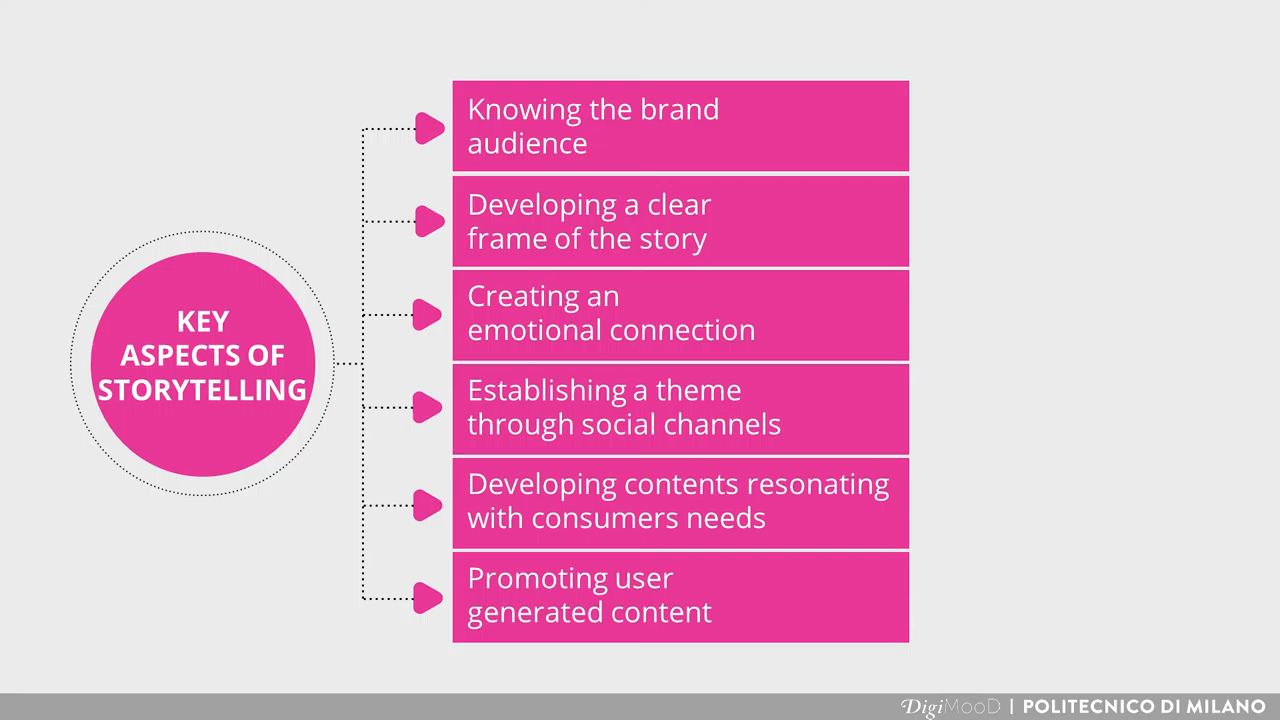 KEY
ASPECTS OF
STORYTELLING
Knowing the brand
audience
Developing a clear
frame of the story
Creating an
emotional connection
Establishing a theme
through social channels
Developing contents resonating
with consumers needs
Promoting user
generated content
DigiMooD | POLITECNICO DI MILANO